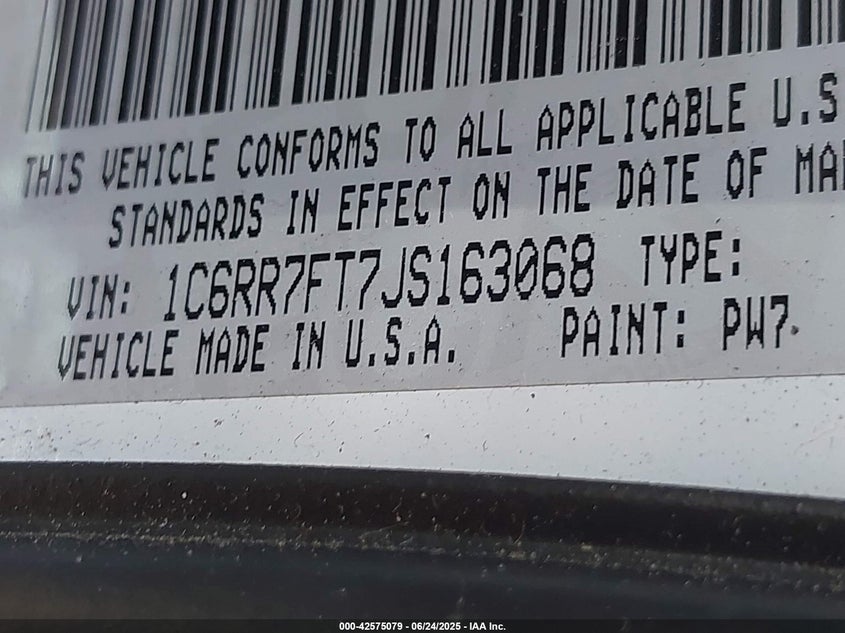 THIS VEHICLE CONFORMS TO ALL APPLICABLE U.S
STANDARDS IN EFFECT ON THE DATE OF MA
VIN: 1C6RR7FT7JS163068 TYPE:
VEHICLE MADE IN U.S.A. PAINT: PW7
000-42575079 - 06/24/2025 - IAA Inc.